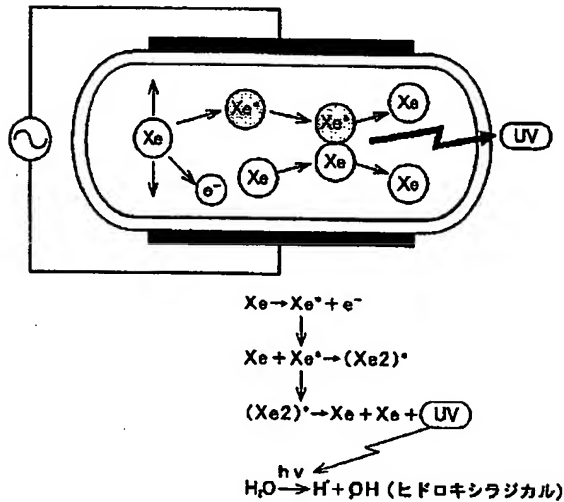 Xe*
Xe
Xe*
UV
Xe
Xe
e⁻
Xe
Xe
Xe→Xe*+e⁻
Xe+Xe*→(Xe2)*
(Xe2)*→Xe+Xe+UV
hν
H₂O→H·+·OH (ヒドロキシラジカル)